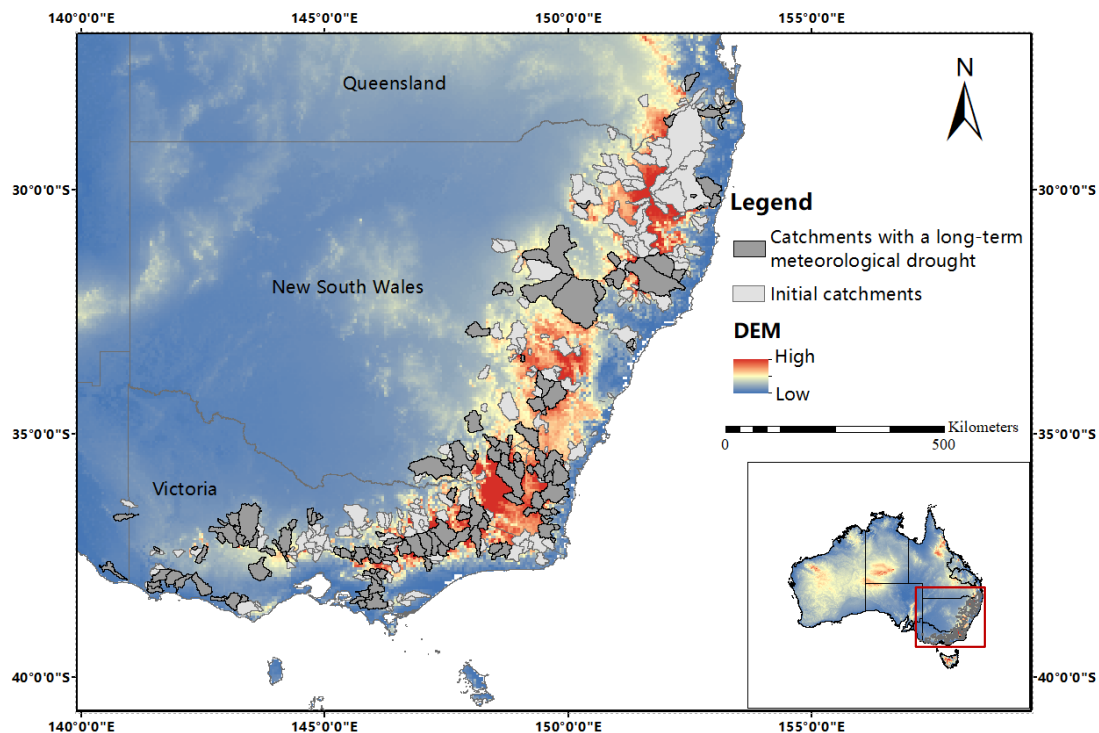 140°0'0"E 145°0'0"E 150°0'0"E 155°0'0"E
Queensland
N
30°0'0"S
30°0'0"S
Legend
Catchments with a long-term
meteorological drought
New South Wales
Initial catchments
DEM
High
Low
Kilometers
0 500
35°0'0"S
35°0'0"S
Victoria
40°0'0"S
40°0'0"S
140°0'0"E 145°0'0"E 150°0'0"E 155°0'0"E